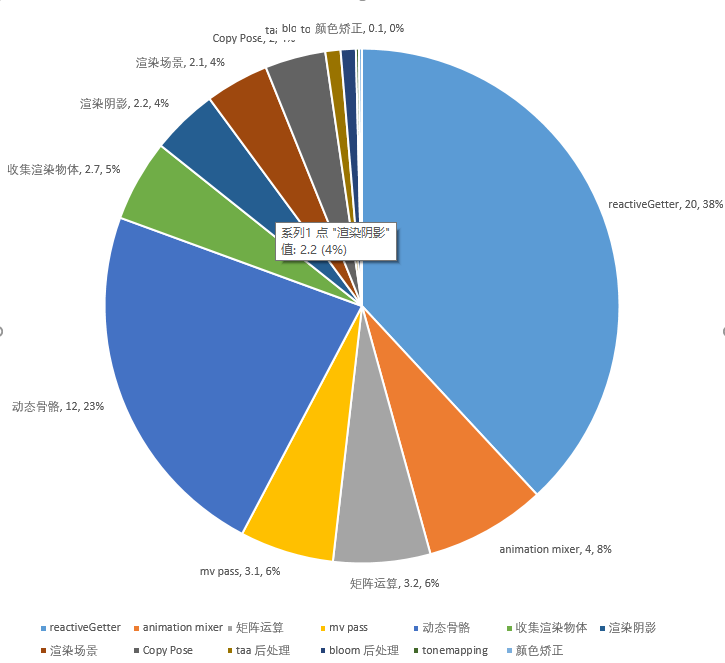 taa blo to 颜色矫正, 0.1, 0%
Copy Pose, 2, 4%
渲染场景, 2.1, 4%
渲染阴影, 2.2, 4%
收集渲染物体, 2.7, 5%
reactiveGetter, 20, 38%
系列1 点 "渲染阴影"
值: 2.2 (4%)
动态骨骼, 12, 23%
animation mixer, 4, 8%
mv pass, 3.1, 6%
矩阵运算, 3.2, 6%
reactiveGetter animation mixer 矩阵运算 mv pass 动态骨骼 收集渲染物体 渲染阴影
渲染场景 Copy Pose taa 后处理 bloom 后处理 tonemapping 颜色矫正